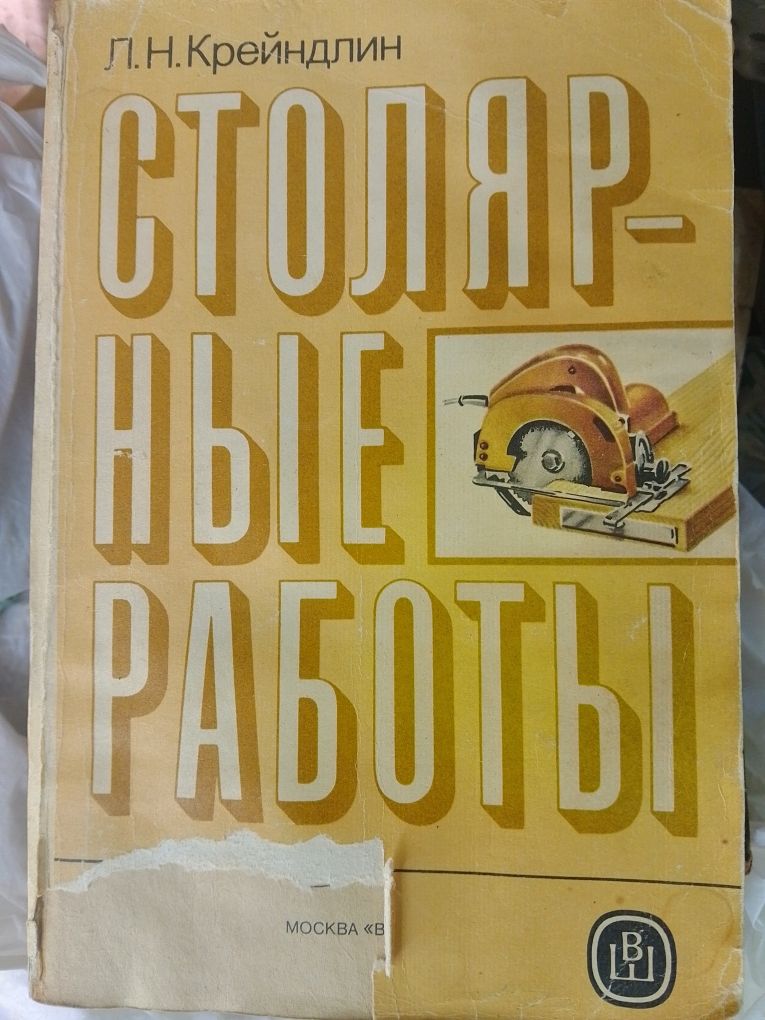 Л.Н.Крейндлин
СТОЛЯР-
НЫЕ
РАБОТЫ
МОСКВА «В
ВШ